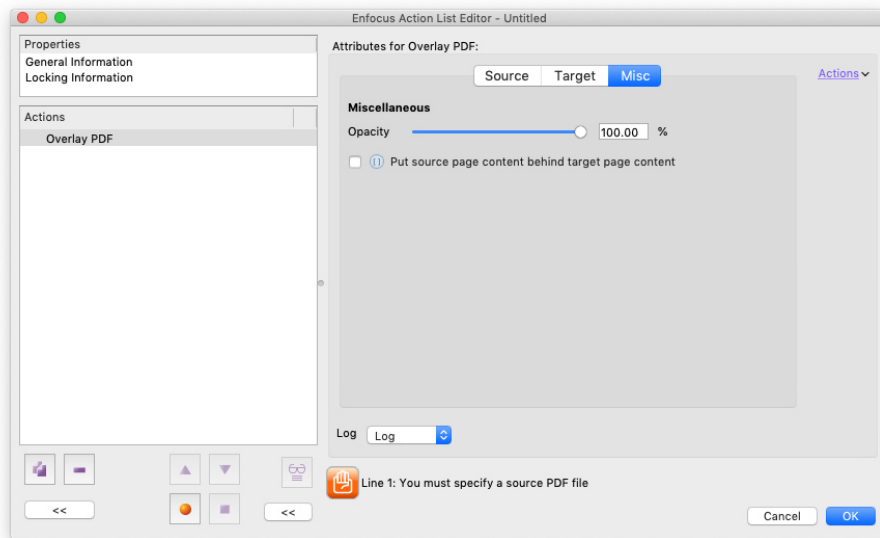 Enfocus Action List Editor - Untitled
Properties
General Information
Locking Information
Actions
Overlay PDF
<<
<<
Attributes for Overlay PDF:
Source Target Misc
Actions
Miscellaneous
Opacity 100.00 %
Put source page content behind target page content
Log Log
Line 1: You must specify a source PDF file
Cancel OK